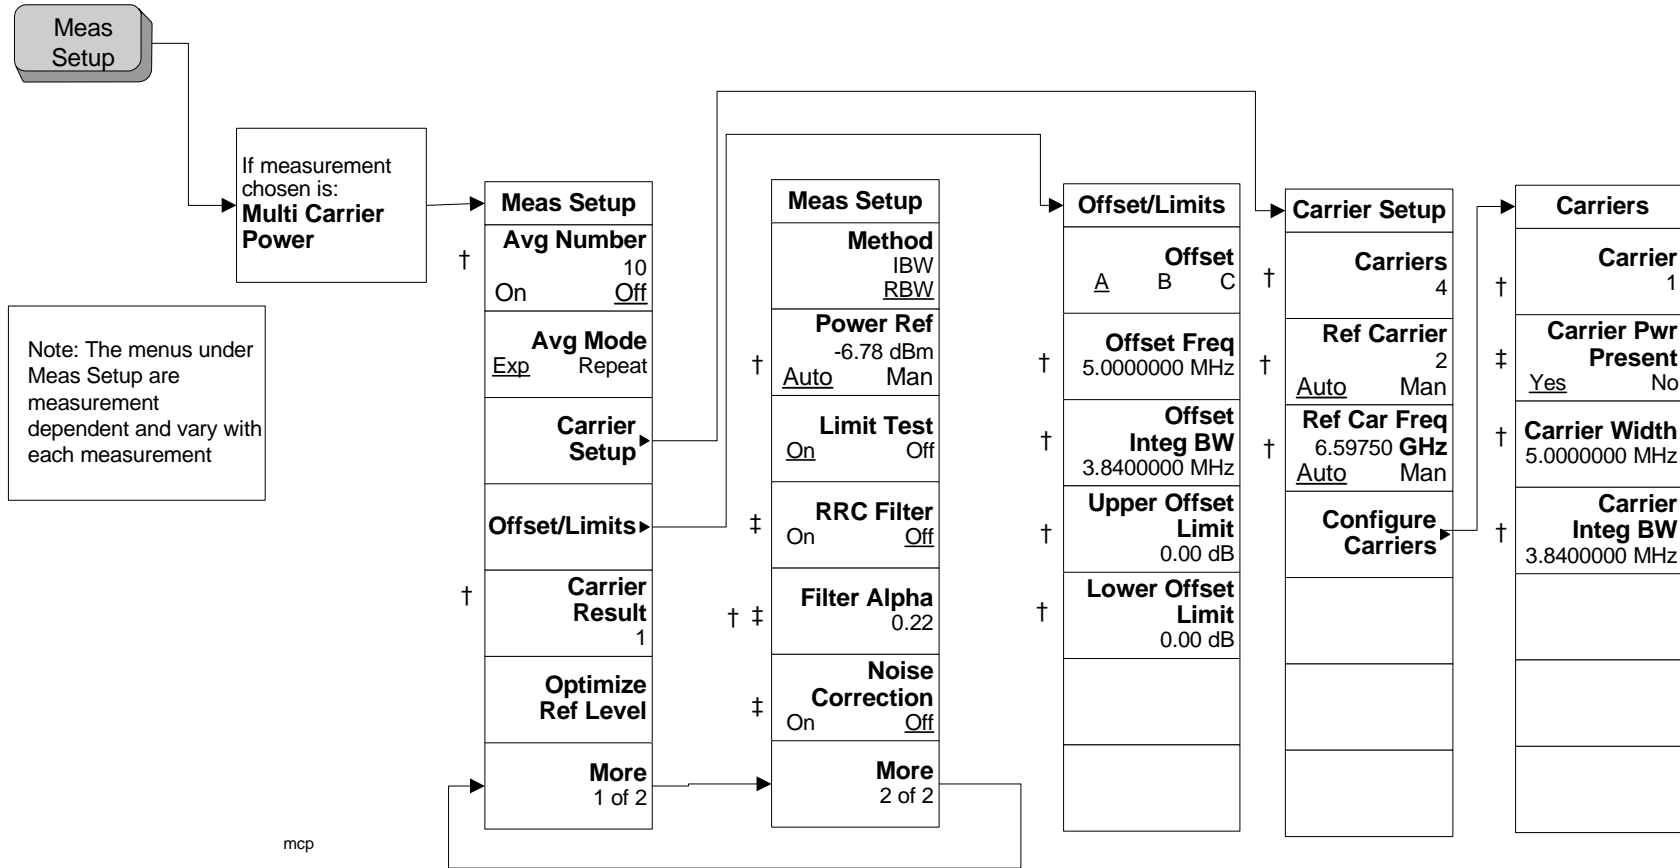 Meas
Setup
If measurement
chosen is:
Multi Carrier
Power
Note: The menus under
Meas Setup are
measurement
dependent and vary with
each measurement
Meas Setup
† Avg Number
10
On Off
Avg Mode
Exp Repeat
Carrier
Setup
Offset/Limits
† Carrier
Result
1
Optimize
Ref Level
More
1 of 2
Meas Setup
Method
IBW
RBW
Power Ref
-6.78 dBm
† Auto Man
Limit Test
On Off
‡ RRC Filter
On Off
† ‡ Filter Alpha
0.22
Noise
Correction
‡ On Off
More
2 of 2
Offset/Limits
Offset
A B C
† Offset Freq
5.0000000 MHz
Offset
† Integ BW
3.8400000 MHz
Upper Offset
† Limit
0.00 dB
Lower Offset
† Limit
0.00 dB
Carrier Setup
† Carriers
4
Ref Carrier
† 2
Auto Man
Ref Car Freq
† 6.59750 GHz
Auto Man
Configure
Carriers
Carriers
Carrier
† 1
Carrier Pwr
‡ Present
Yes No
† Carrier Width
5.0000000 MHz
Carrier
† Integ BW
3.8400000 MHz
mcp